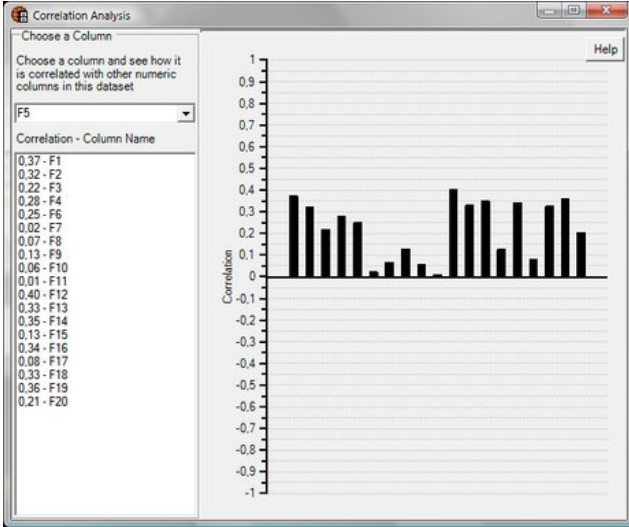 Correlation Analysis
Choose a Column
Choose a column and see how it
is correlated with other numeric
columns in this dataset
F5
Correlation - Column Name
0,37 - F1
0,32 - F2
0,22 - F3
0,28 - F4
0,25 - F6
0,02 - F7
0,07 - F8
0,13 - F9
0,06 - F10
0,01 - F11
0,40 - F12
0,33 - F13
0,35 - F14
0,13 - F15
0,34 - F16
0,08 - F17
0,33 - F18
0,36 - F19
0,21 - F20
Help
Correlation
1
0,9
0,8
0,7
0,6
0,5
0,4
0,3
0,2
0,1
0
-0,1
-0,2
-0,3
-0,4
-0,5
-0,6
-0,7
-0,8
-0,9
-1